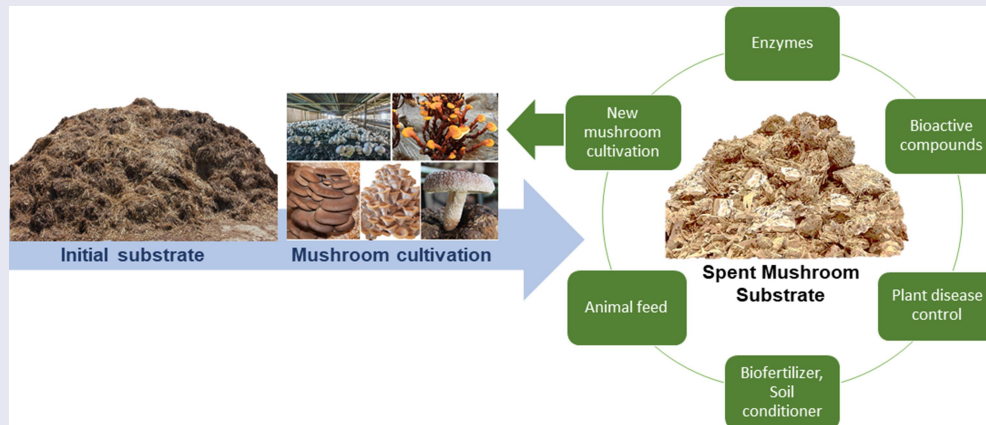 Enzymes
New
mushroom
cultivation
Bioactive
compounds
Initial substrate
Mushroom cultivation
Spent Mushroom
Substrate
Animal feed
Plant disease
control
Biofertilizer,
Soil
conditioner